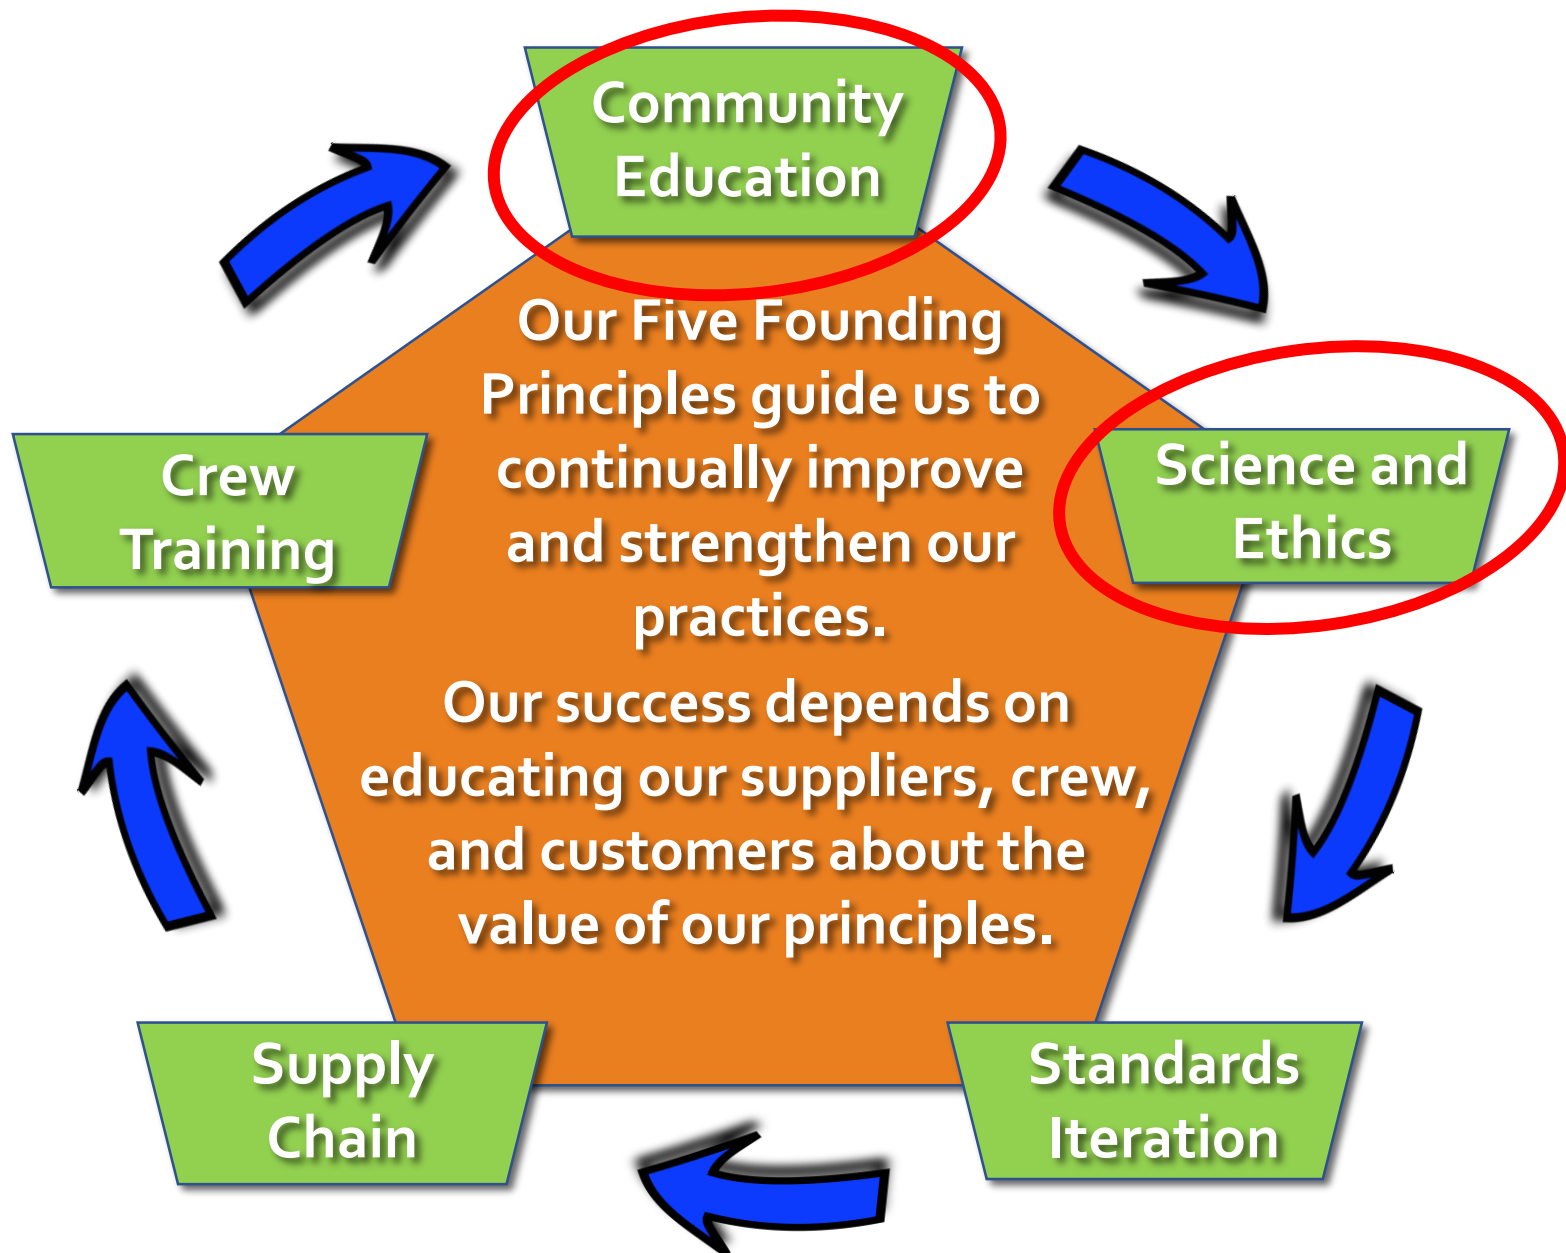 Community
Education
Our Five Founding
Principles guide us to
continually improve
and strengthen our
practices.
Our success depends on
educating our suppliers, crew,
and customers about the
value of our principles.
Crew
Training
Science and
Ethics
Supply
Chain
Standards
Iteration